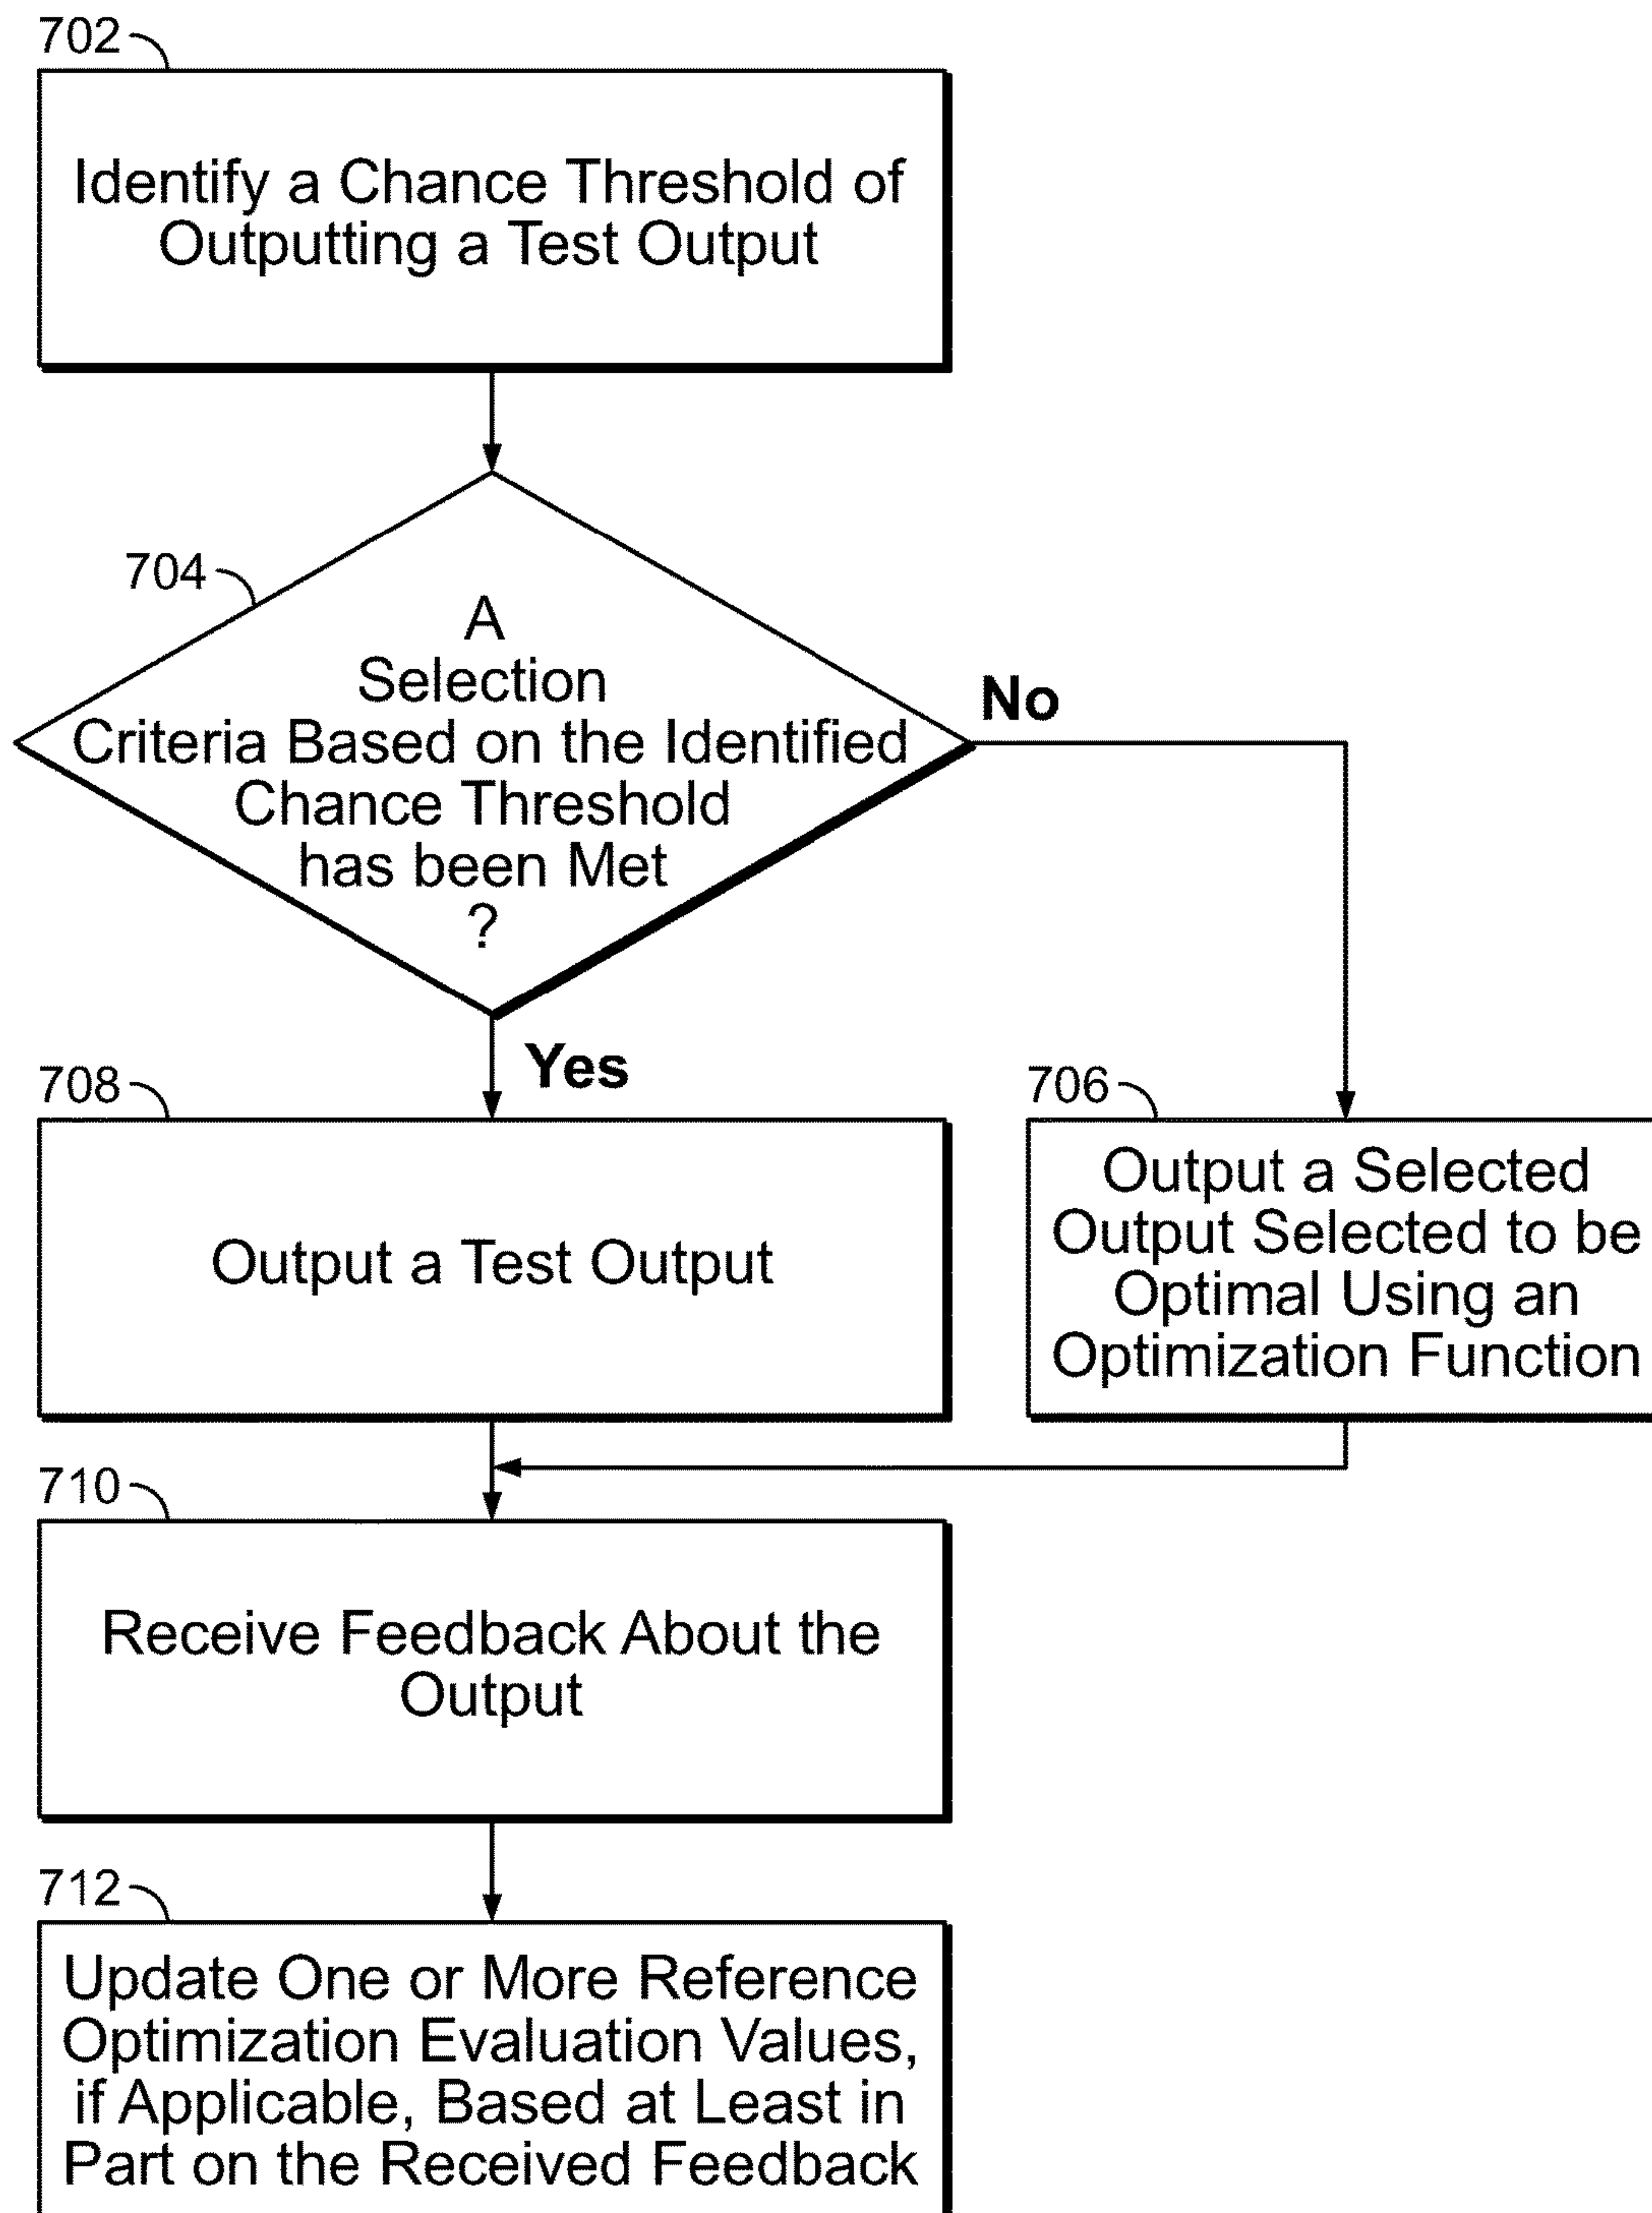 702
Identify a Chance Threshold of
Outputting a Test Output
704
A
Selection
Criteria Based on the Identified
Chance Threshold
has been Met
?
No
Yes
708
Output a Test Output
706
Output a Selected
Output Selected to be
Optimal Using an
Optimization Function
710
Receive Feedback About the
Output
712
Update One or More Reference
Optimization Evaluation Values,
if Applicable, Based at Least in
Part on the Received Feedback